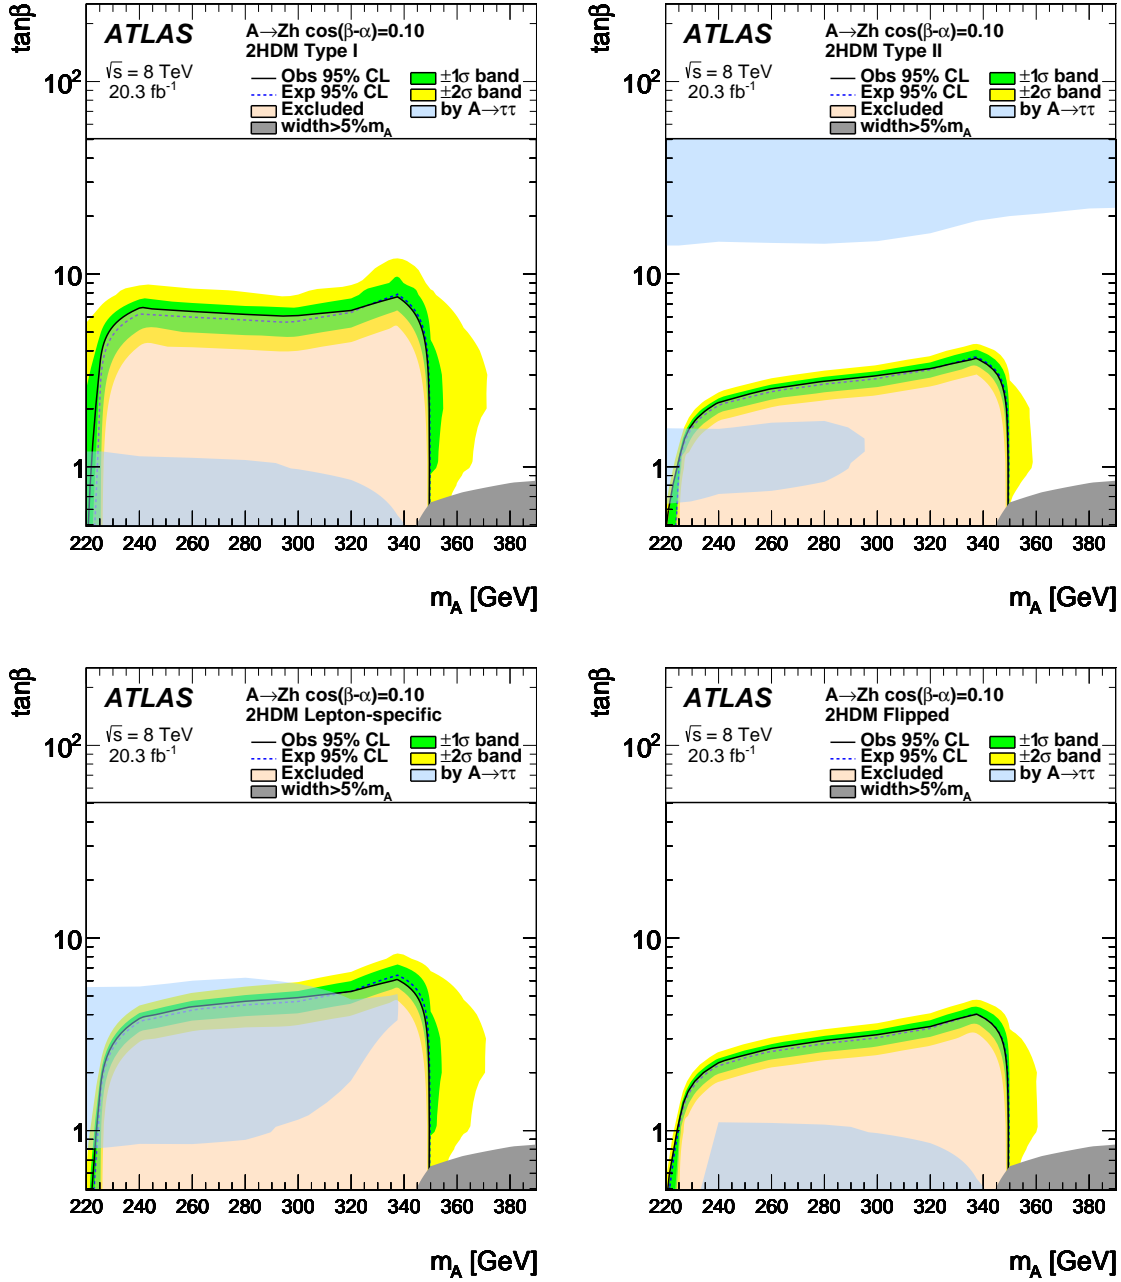 tanβ
ATLAS
√s = 8 TeV
20.3 fb⁻¹
A→Zh cos(β-α)=0.10
2HDM Type I
Obs 95% CL
Exp 95% CL
Excluded
width>5%m_A
±1σ band
±2σ band
by A→ττ
10²
10
1
220 240 260 280 300 320 340 360 380
m_A [GeV]
tanβ
ATLAS
√s = 8 TeV
20.3 fb⁻¹
A→Zh cos(β-α)=0.10
2HDM Type II
Obs 95% CL
Exp 95% CL
Excluded
width>5%m_A
±1σ band
±2σ band
by A→ττ
10²
10
1
220 240 260 280 300 320 340 360 380
m_A [GeV]
tanβ
ATLAS
√s = 8 TeV
20.3 fb⁻¹
A→Zh cos(β-α)=0.10
2HDM Lepton-specific
Obs 95% CL
Exp 95% CL
Excluded
width>5%m_A
±1σ band
±2σ band
by A→ττ
10²
10
1
220 240 260 280 300 320 340 360 380
m_A [GeV]
tanβ
ATLAS
√s = 8 TeV
20.3 fb⁻¹
A→Zh cos(β-α)=0.10
2HDM Flipped
Obs 95% CL
Exp 95% CL
Excluded
width>5%m_A
±1σ band
±2σ band
by A→ττ
10²
10
1
220 240 260 280 300 320 340 360 380
m_A [GeV]